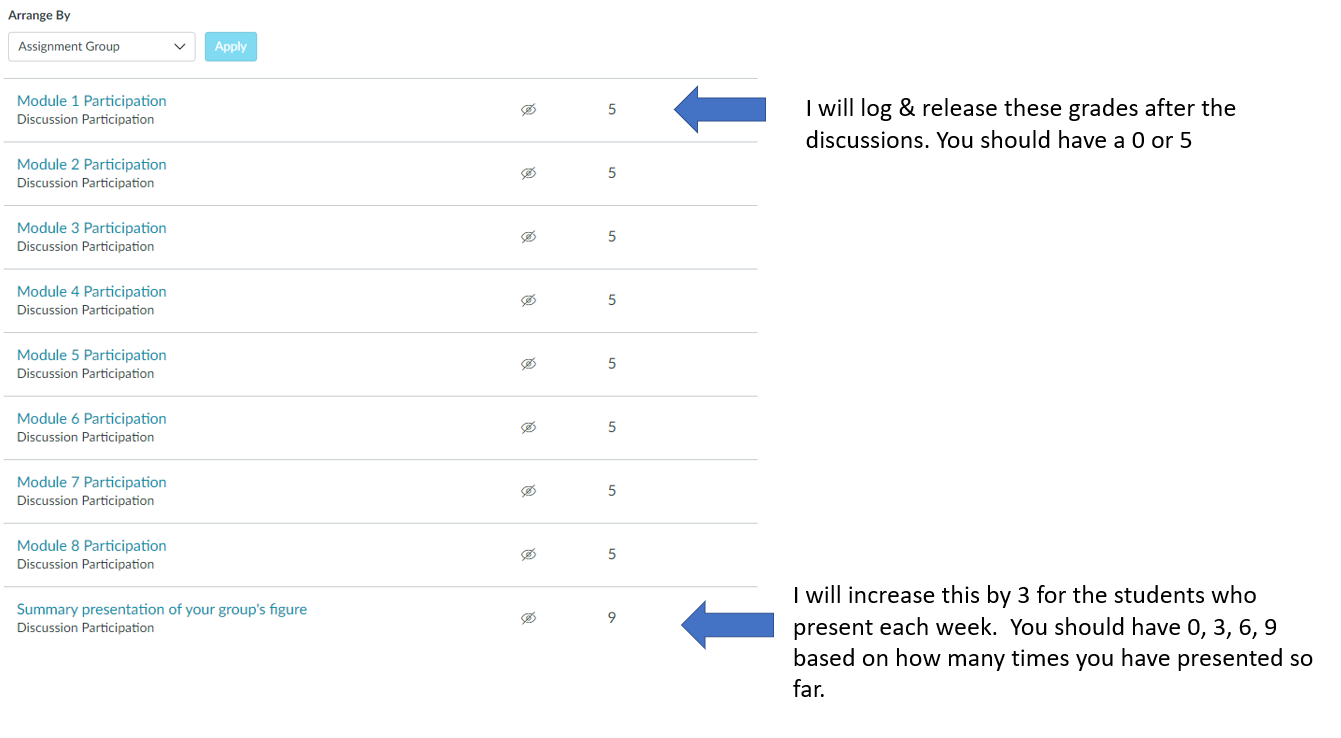 Arrange By
Assignment Group
Apply
Module 1 Participation
Discussion Participation
5
I will log & release these grades after the
discussions. You should have a 0 or 5
Module 2 Participation
Discussion Participation
5
Module 3 Participation
Discussion Participation
5
Module 4 Participation
Discussion Participation
5
Module 5 Participation
Discussion Participation
5
Module 6 Participation
Discussion Participation
5
Module 7 Participation
Discussion Participation
5
Module 8 Participation
Discussion Participation
5
Summary presentation of your group's figure
Discussion Participation
9
I will increase this by 3 for the students who
present each week.  You should have 0, 3, 6, 9
based on how many times you have presented so
far.